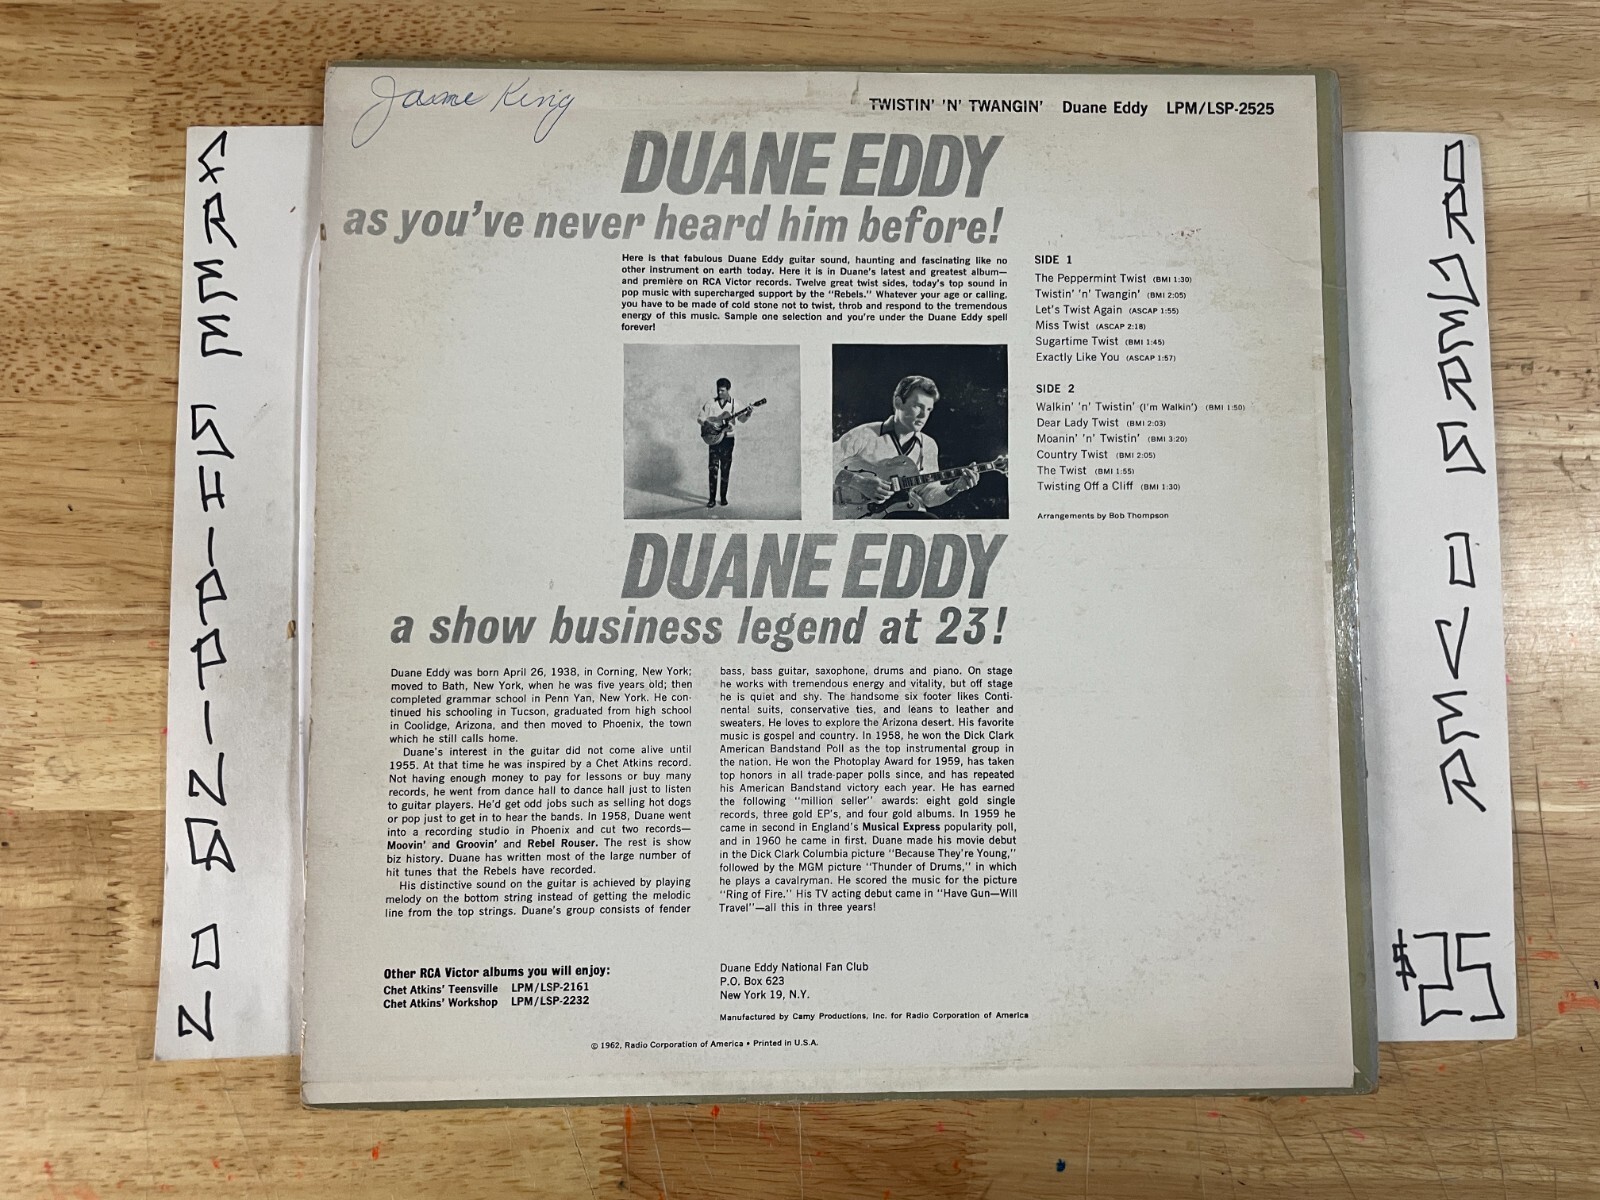 King
TWISTIN' 'N' TWANGIN' Duane Eddy LPM/LSP-2525
DUANE EDDY
as you've never heard him before!
Here is that fabulous Duane Eddy guitar sound, haunting and fascinating like no
other instrument on earth today. Here it is in Duane's latest and greatest album—
and première on RCA Victor records. Twelve great twist sides, today's top sound in
pop music with supercharged support by the "Rebels." Whatever your age or calling,
you have to be made of cold stone not to twist, throb and respond to the tremendous
energy of this music. Sample one selection and you're under the Duane Eddy spell
forever!
SIDE 1
The Peppermint Twist (BMI 1:30)
Twistin' 'n' Twangin' (BMI 2:05)
Let's Twist Again (ASCAP 1:55)
Miss Twist (ASCAP 2:18)
Sugartime Twist (BMI 1:45)
Exactly Like You (ASCAP 1:57)
SIDE 2
Walkin' 'n' Twistin' (I'm Walkin') (BMI 1:50)
Dear Lady Twist (BMI 2:03)
Moanin' 'n' Twistin' (BMI 3:20)
Country Twist (BMI 2:05)
The Twist (BMI 1:55)
Twisting Off a Cliff (BMI 1:30)
Arrangements by Bob Thompson
DUANE EDDY
a show business legend at 23!
Duane Eddy was born April 26, 1938, in Corning, New York;
moved to Bath, New York, when he was five years old; then
completed grammar school in Penn Yan, New York. He con-
tinued his schooling in Tucson, graduated from high school
in Coolidge, Arizona, and then moved to Phoenix, the town
which he still calls home.
Duane's interest in the guitar did not come alive until
1955. At that time he was inspired by a Chet Atkins record.
Not having enough money to pay for lessons or buy many
records, he went from dance hall to dance hall just to listen
to guitar players. He'd get odd jobs such as selling hot dogs
or pop just to get in to hear the bands. In 1958, Duane went
into a recording studio in Phoenix and cut two records—
Moovin' and Groovin' and Rebel Rouser. The rest is show
biz history. Duane has written most of the large number of
hit tunes that the Rebels have recorded.
His distinctive sound on the guitar is achieved by playing
melody on the bottom string instead of getting the melodic
line from the top strings. Duane's group consists of fender
bass, bass guitar, saxophone, drums and piano. On stage
he works with tremendous energy and vitality, but off stage
he is quiet and shy. The handsome six footer likes Conti-
nental suits, conservative ties, and leans to leather and
sweaters. He loves to explore the Arizona desert. His favorite
music is gospel and country. In 1958, he won the Dick Clark
American Bandstand Poll as the top instrumental group in
the nation. He won the Photoplay Award for 1959, has taken
top honors in all trade-paper polls since, and has repeated
his American Bandstand victory each year. He has earned
the following "million seller" awards: eight gold single
records, three gold EP's, and four gold albums. In 1959 he
came in second in England's Musical Express popularity poll,
and in 1960 he came in first. Duane made his movie debut
in the Dick Clark Columbia picture "Because They're Young,"
followed by the MGM picture "Thunder of Drums," in which
he plays a cavalryman. He scored the music for the picture
"Ring of Fire." His TV acting debut came in "Have Gun—Will
Travel"—all this in three years!
Other RCA Victor albums you will enjoy:
Chet Atkins' Teensville LPM/LSP-2161
Chet Atkins' Workshop LPM/LSP-2232
Duane Eddy National Fan Club
P.O. Box 623
New York 19, N.Y.
Manufactured by Camy Productions, Inc. for Radio Corporation of America
© 1962, Radio Corporation of America • Printed in U.S.A.
FREE SHIPPING ON
ORDERS OVER